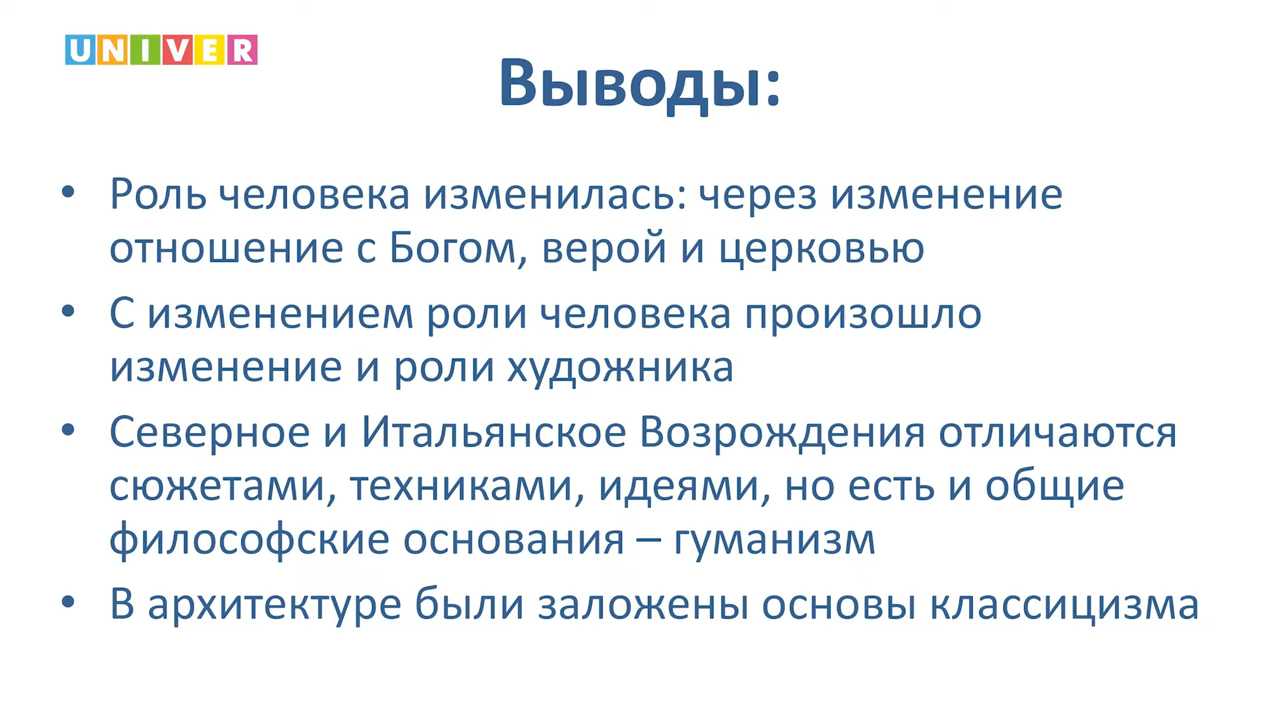 UNIVER
Выводы:
• Роль человека изменилась: через изменение
отношение с Богом, верой и церковью
• С изменением роли человека произошло
изменение и роли художника
• Северное и Итальянское Возрождения отличаются
сюжетами, техниками, идеями, но есть и общие
философские основания – гуманизм
• В архитектуре были заложены основы классицизма